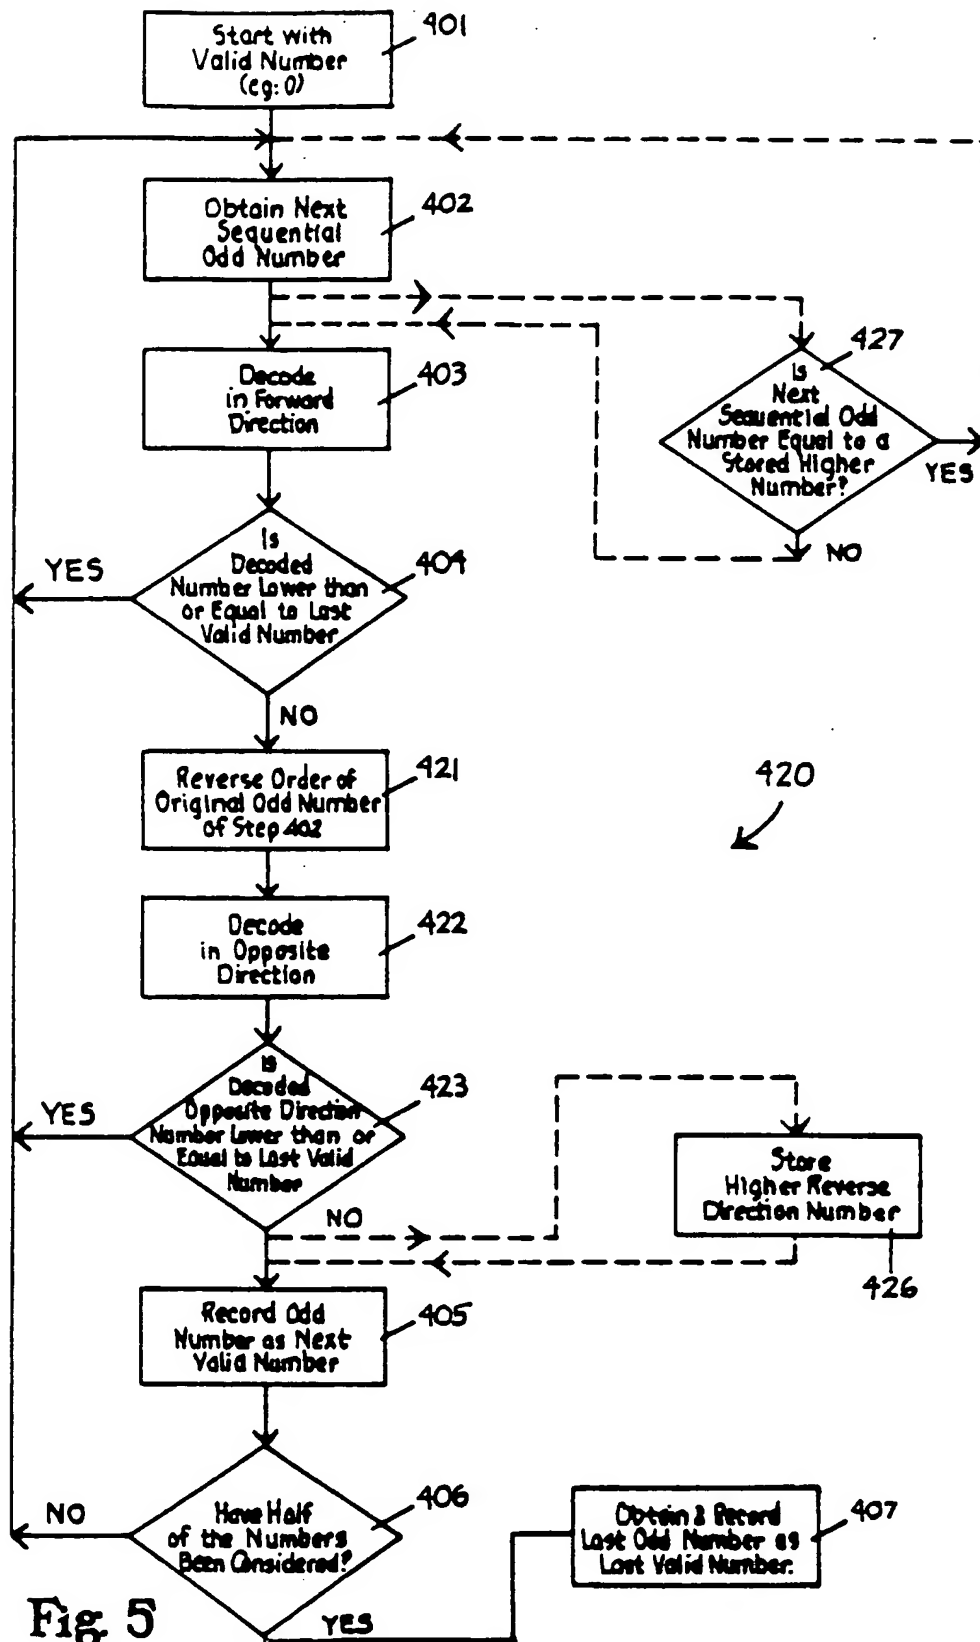 Start with
Valid Number
(eg: 0)
401
Obtain Next
Sequential
Odd Number
402
Decode
in Forward
Direction
403
Is
Next
Sequential Odd
Number Equal to a
Stored Higher
Number?
427
YES
NO
Is
Decoded
Number Lower than
or Equal to Last
Valid Number
404
YES
NO
Reverse Order of
Original Odd Number
of Step 402
421
420
Decode
in Opposite
Direction
422
Is
Decoded
Opposite Direction
Number Lower than or
Equal to Last Valid
Number
423
YES
NO
Store
Higher Reverse
Direction Number
426
Record Odd
Number as Next
Valid Number
405
Have Half
of the Numbers
Been Considered?
406
NO
YES
Obtain & Record
Last Odd Number as
Last Valid Number.
407
Fig. 5